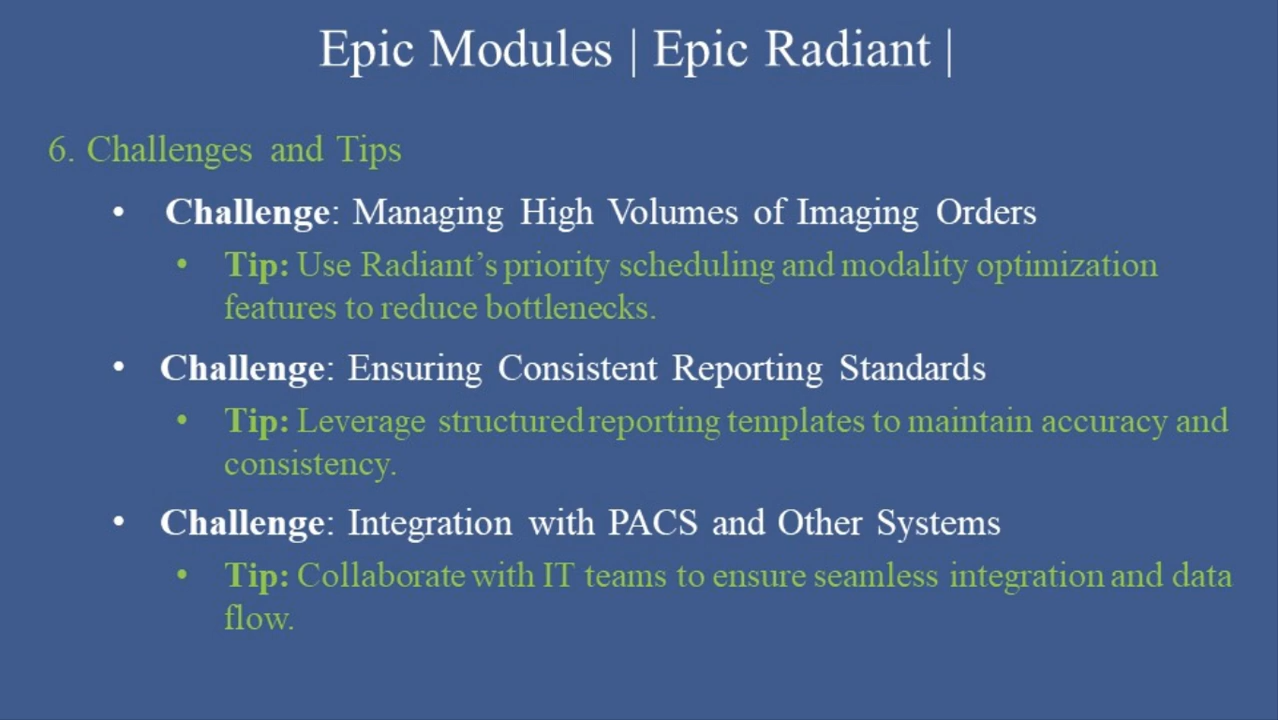 Epic Modules | Epic Radiant |
6. Challenges and Tips
• Challenge: Managing High Volumes of Imaging Orders
• Tip: Use Radiant’s priority scheduling and modality optimization
features to reduce bottlenecks.
• Challenge: Ensuring Consistent Reporting Standards
• Tip: Leverage structured reporting templates to maintain accuracy and
consistency.
• Challenge: Integration with PACS and Other Systems
• Tip: Collaborate with IT teams to ensure seamless integration and data
flow.